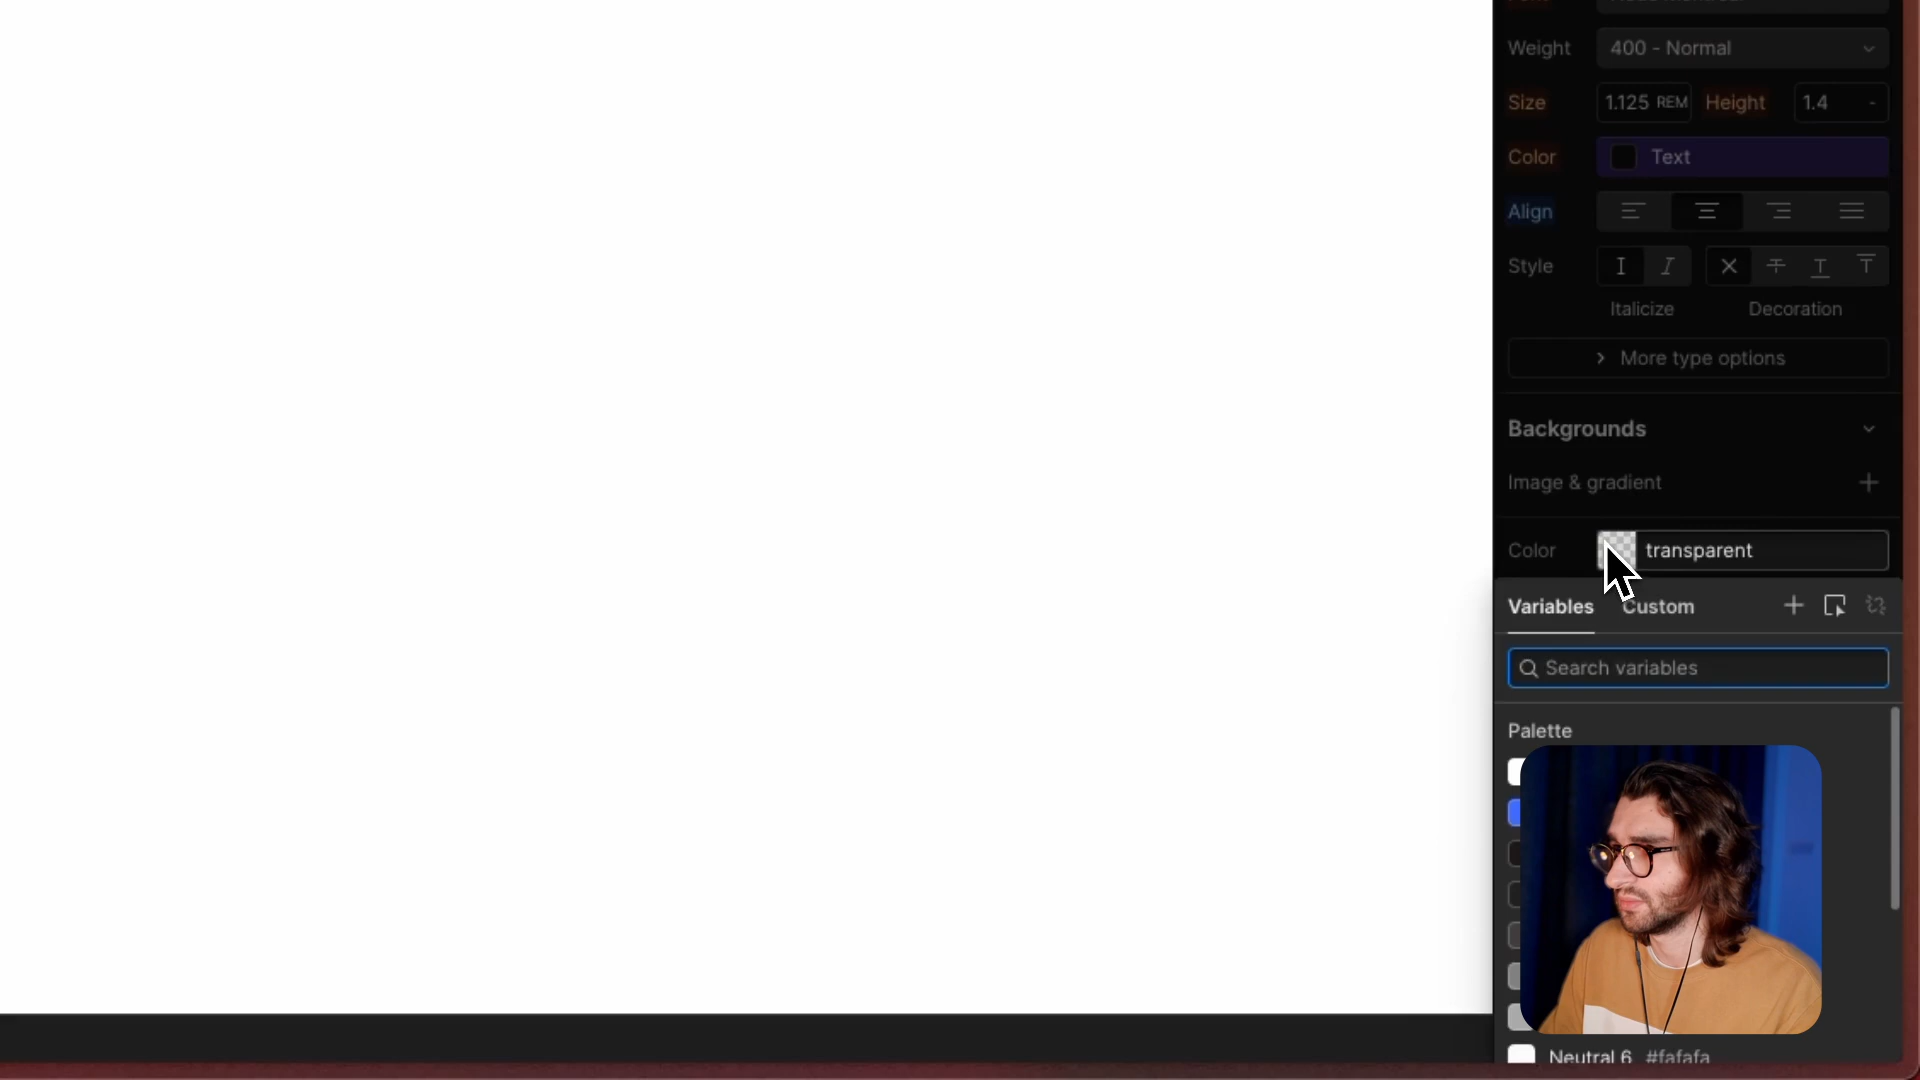 Weight 400 - Normal
Size 1.125 REM Height 1.4 -
Color Text
Align
Style
Italicize Decoration
More type options
Backgrounds
Image & gradient
Color transparent
Variables Custom
Search variables
Palette
Neutral 6 #fafafa